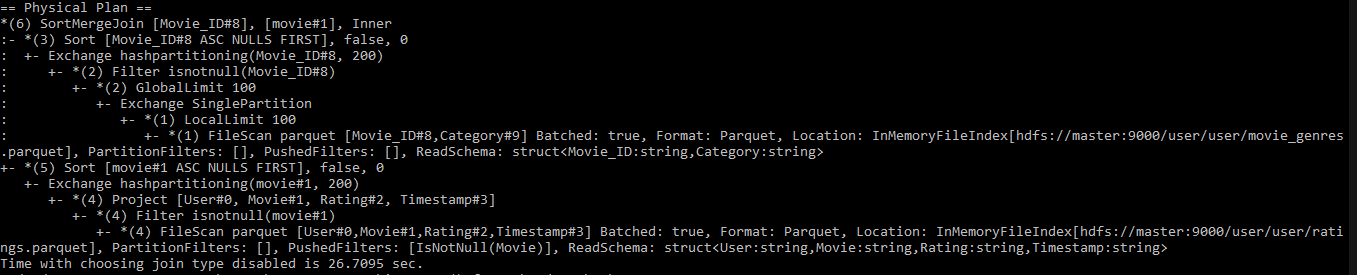 == Physical Plan ==
*(6) SortMergeJoin [Movie_ID#8], [movie#1], Inner
:- *(3) Sort [Movie_ID#8 ASC NULLS FIRST], false, 0
:  +- Exchange hashpartitioning(Movie_ID#8, 200)
:     +- *(2) Filter isnotnull(Movie_ID#8)
:        +- *(2) GlobalLimit 100
:           +- Exchange SinglePartition
:              +- *(1) LocalLimit 100
:                 +- *(1) FileScan parquet [Movie_ID#8,Category#9] Batched: true, Format: Parquet, Location: InMemoryFileIndex[hdfs://master:9000/user/user/movie_genres
.parquet], PartitionFilters: [], PushedFilters: [], ReadSchema: struct<Movie_ID:string,Category:string>
+- *(5) Sort [movie#1 ASC NULLS FIRST], false, 0
   +- Exchange hashpartitioning(movie#1, 200)
      +- *(4) Project [User#0, Movie#1, Rating#2, Timestamp#3]
         +- *(4) Filter isnotnull(movie#1)
            +- *(4) FileScan parquet [User#0,Movie#1,Rating#2,Timestamp#3] Batched: true, Format: Parquet, Location: InMemoryFileIndex[hdfs://master:9000/user/user/rati
ngs.parquet], PartitionFilters: [], PushedFilters: [IsNotNull(Movie)], ReadSchema: struct<User:string,Movie:string,Rating:string,Timestamp:string>
Time with choosing join type disabled is 26.7095 sec.